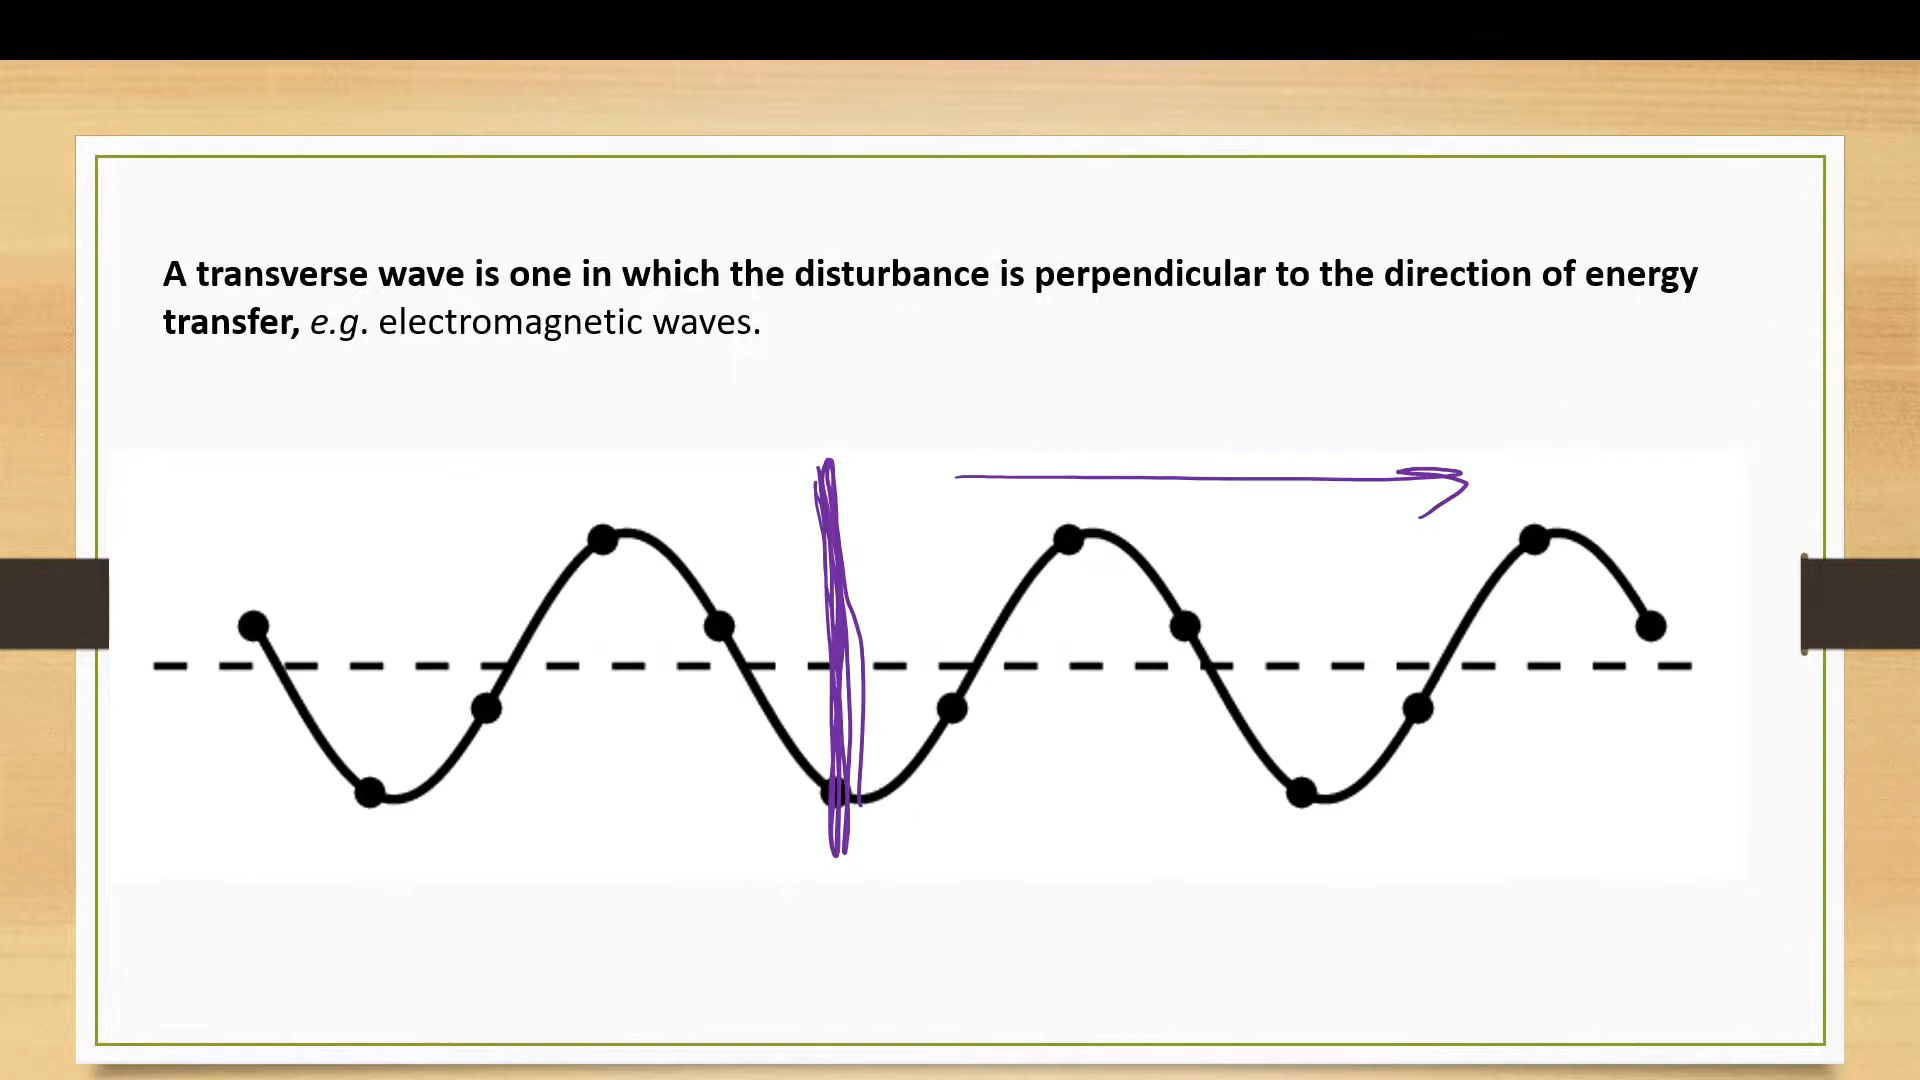 A transverse wave is one in which the disturbance is perpendicular to the direction of energy
transfer, e.g. electromagnetic waves.